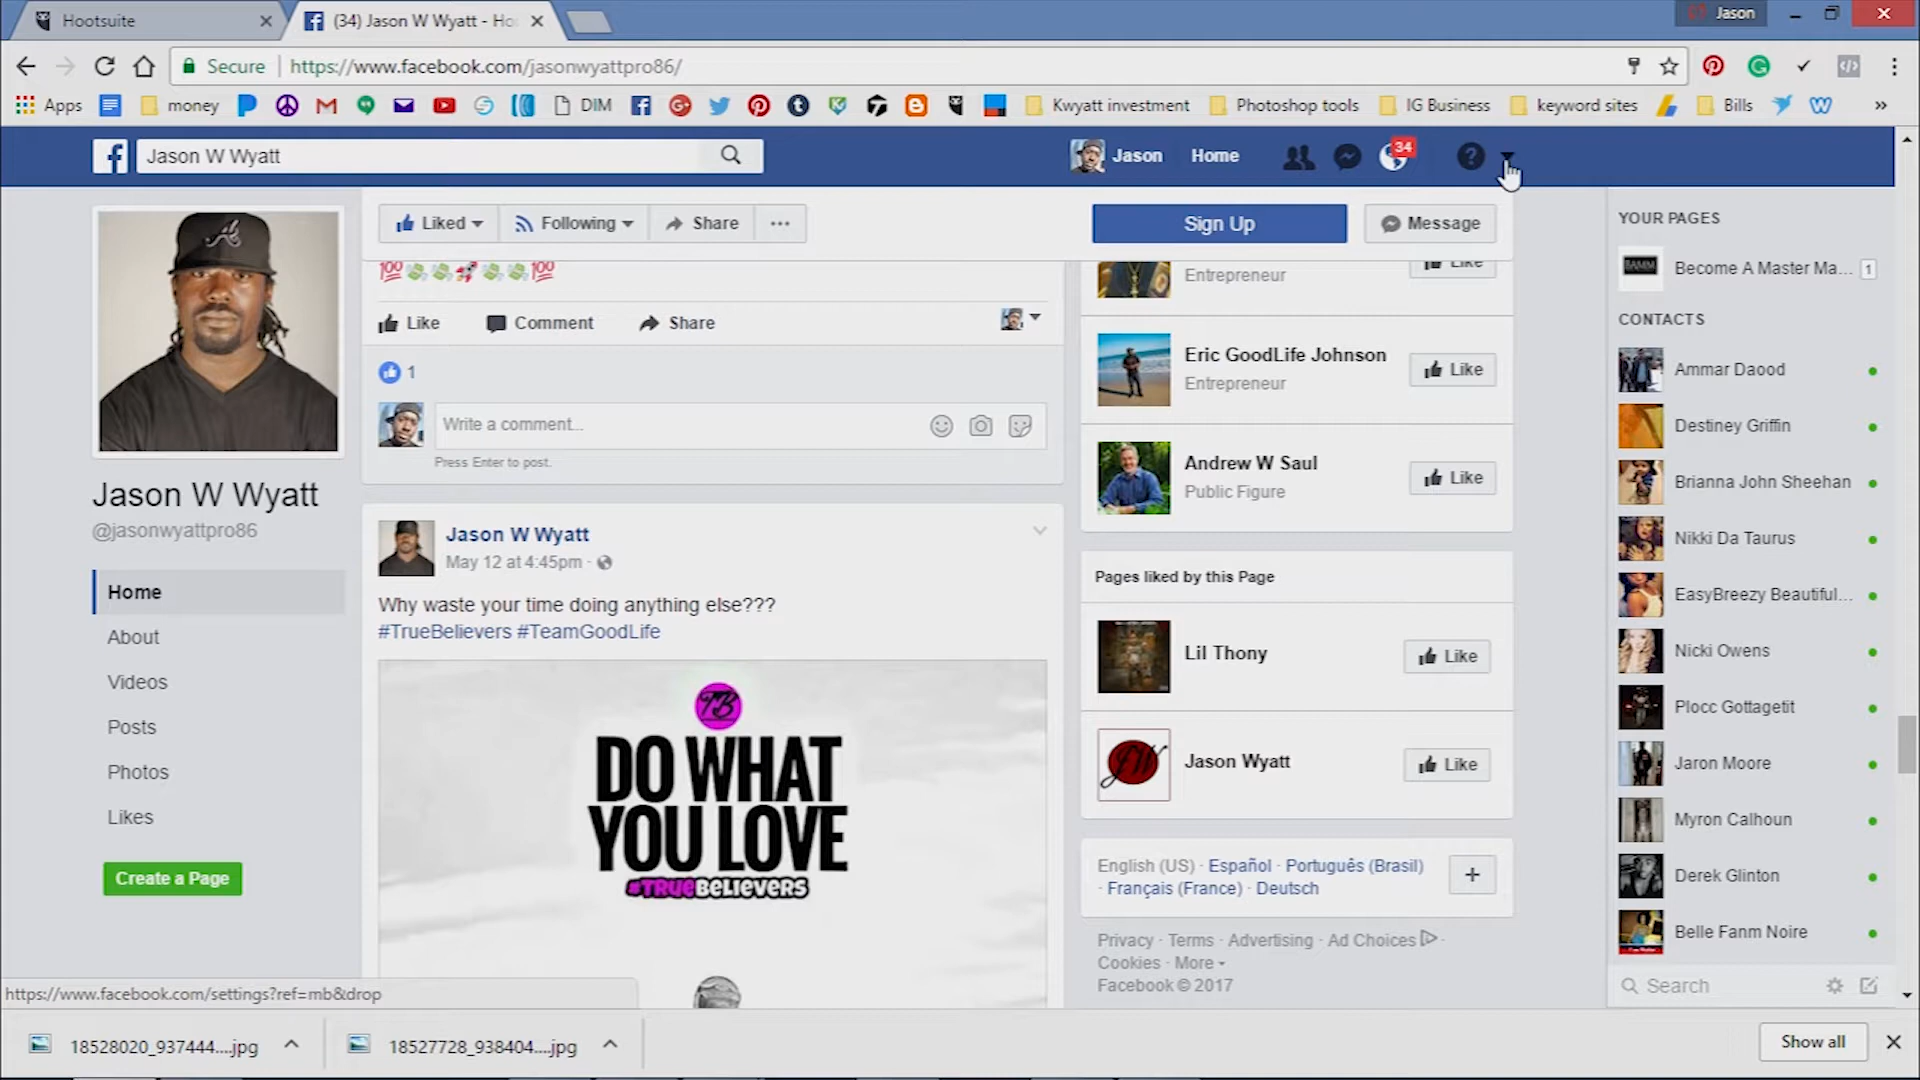 Hootsuite
(34) Jason W Wyatt - Ho
Jason
Secure
https://www.facebook.com/jasonwyattpro86/
Apps
money
DIM
Kwyatt investment
Photoshop tools
IG Business
keyword sites
Bills
»
Jason W Wyatt
Jason
Home
34
Jason W Wyatt
@jasonwyattpro86
Home
About
Videos
Posts
Photos
Likes
Create a Page
Liked
Following
Share
...
Sign Up
Message
💯💸💸🚀💸💸💯
Like
Comment
Share
1
Write a comment...
Press Enter to post.
Jason W Wyatt
May 12 at 4:45pm ·
Why waste your time doing anything else???
#TrueBelievers #TeamGoodLife
TB
DO WHAT
YOU LOVE
#TRUEBELIEVERS
Entrepreneur
Like
Eric GoodLife Johnson
Entrepreneur
Like
Andrew W Saul
Public Figure
Like
Pages liked by this Page
Lil Thony
Like
JW
Jason Wyatt
Like
English (US) · Español · Português (Brasil)
· Français (France) · Deutsch
Privacy · Terms · Advertising · Ad Choices ·
Cookies · More
Facebook © 2017
YOUR PAGES
BAMM
Become A Master Ma...
1
CONTACTS
Ammar Daood
Destiney Griffin
Brianna John Sheehan
Nikki Da Taurus
EasyBreezy Beautiful...
Nicki Owens
Plocc Gottagetit
Jaron Moore
Myron Calhoun
Derek Glinton
Belle Fanm Noire
Search
https://www.facebook.com/settings?ref=mb&drop
18528020_937444....jpg
18527728_938404....jpg
Show all